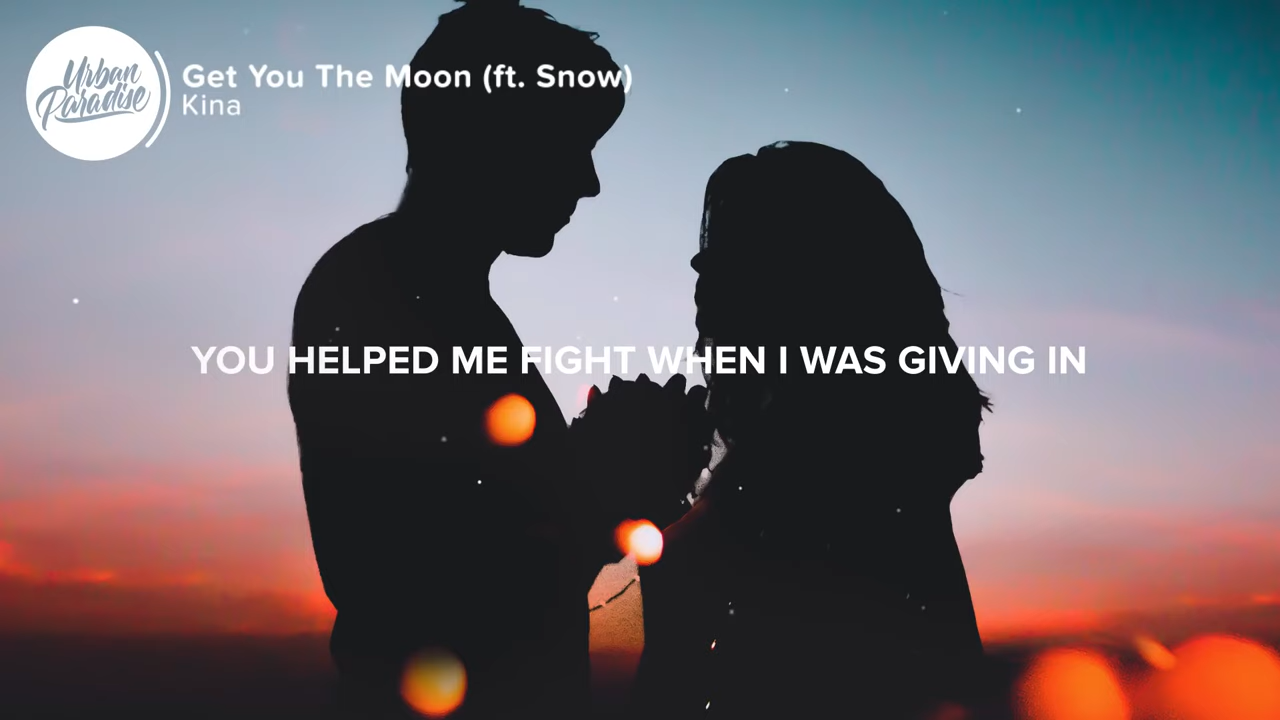 Urban
Paradise
Get You The Moon (ft. Snow)
Kina
YOU HELPED ME FIGHT WHEN I WAS GIVING IN